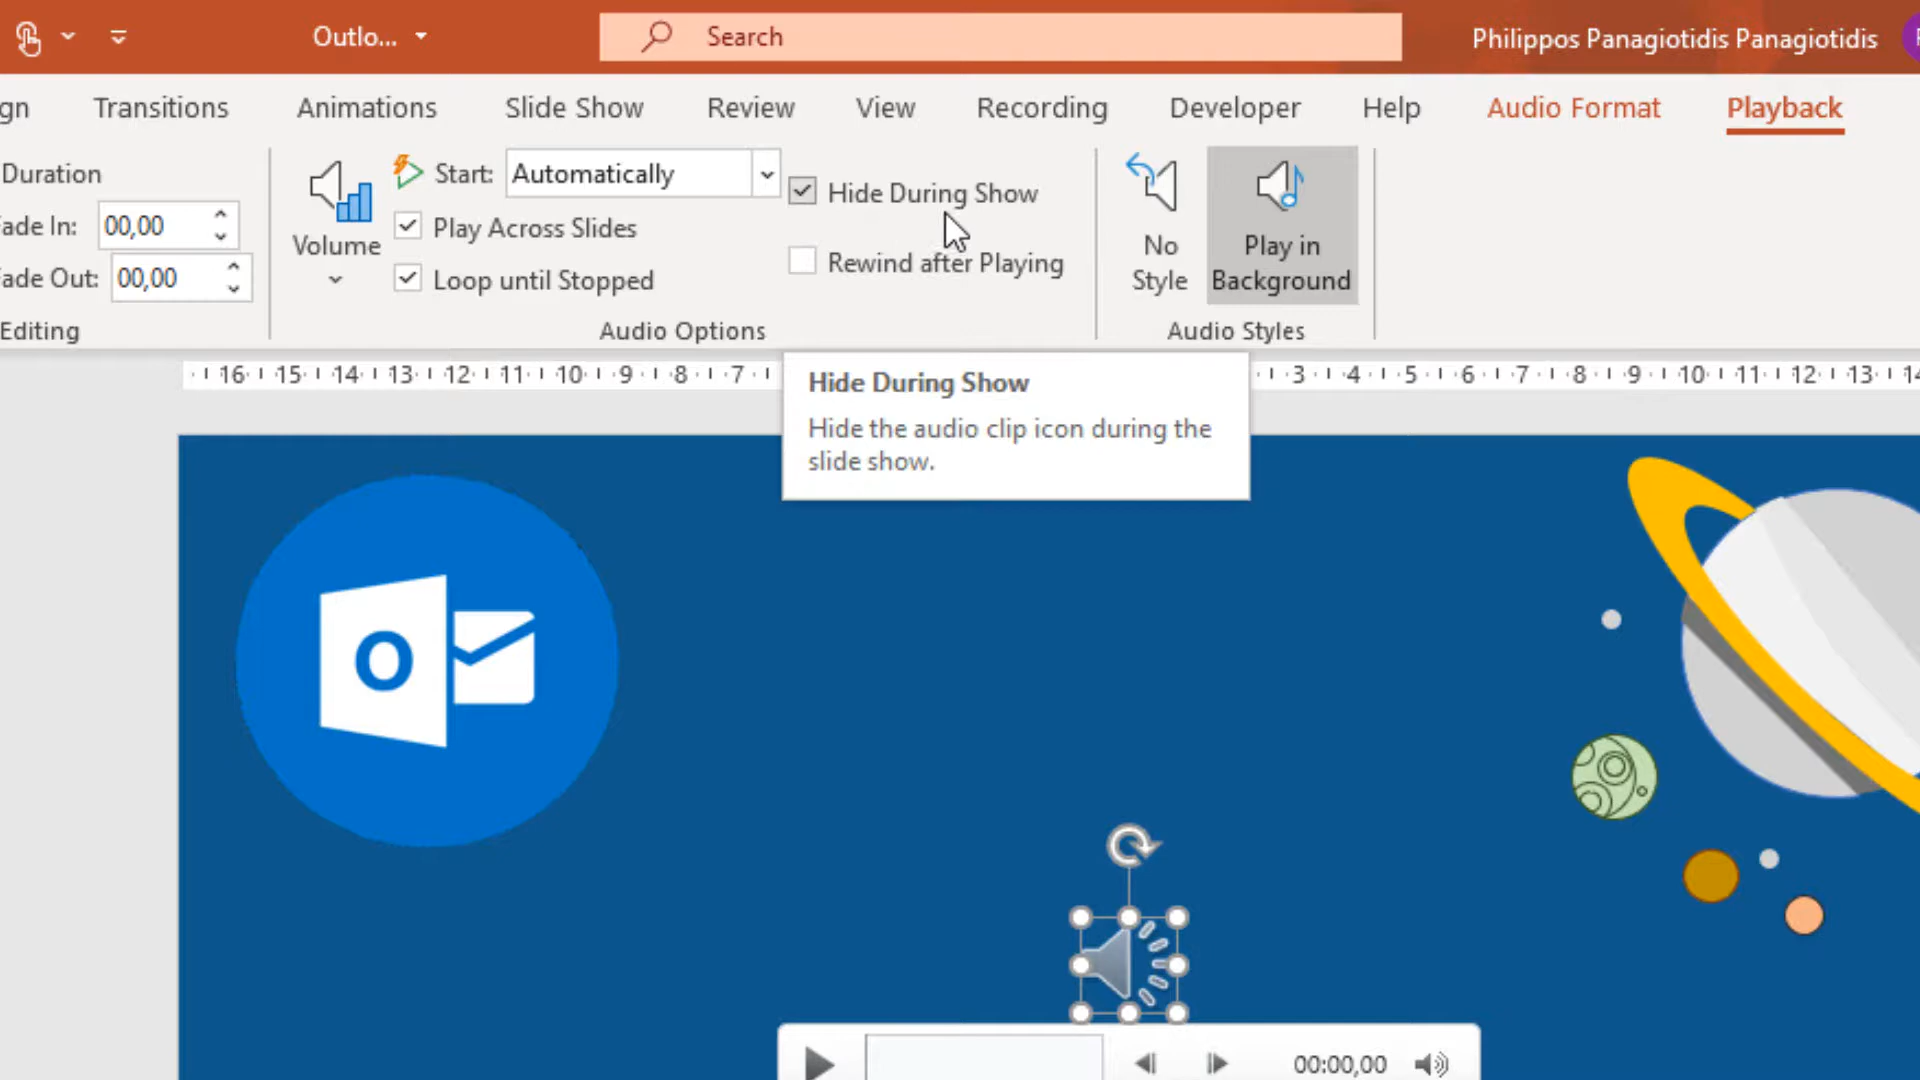 Outlo...
Search
Philippos Panagiotidis Panagiotidis
gn
Transitions
Animations
Slide Show
Review
View
Recording
Developer
Help
Audio Format
Playback
Duration
ade In:
00,00
ade Out:
00,00
Editing
Volume
Start:
Automatically
Play Across Slides
Loop until Stopped
Hide During Show
Rewind after Playing
Audio Options
No
Style
Play in
Background
Audio Styles
16 15 14 13 12 11 10 9 8 7
3 4 5 6 7 8 9 10 11 12 13 14
Hide During Show
Hide the audio clip icon during the
slide show.
O
00:00,00